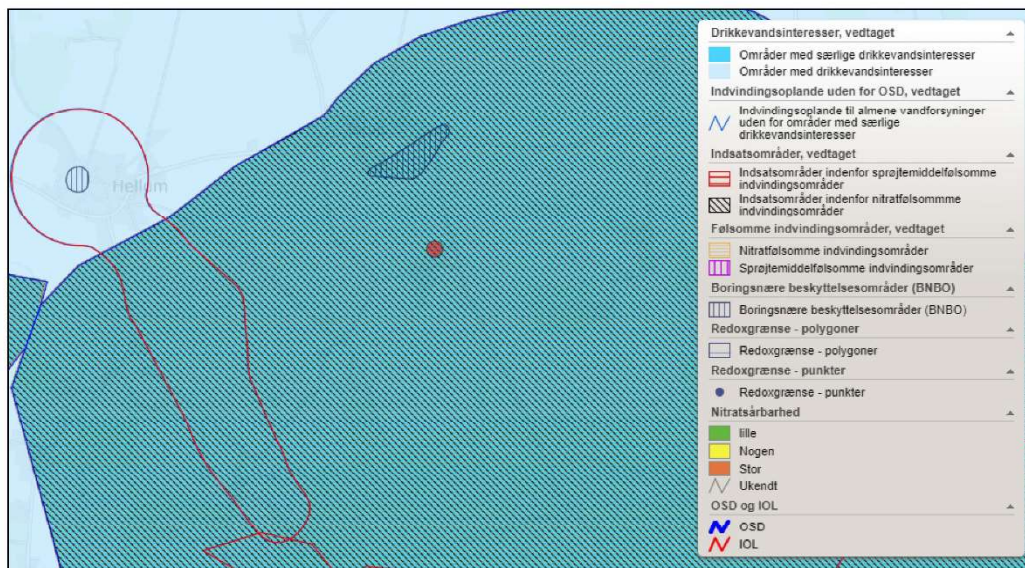 Hellum
Drikkevandsinteresser, vedtaget
Områder med særlige drikkevandsinteresser
Områder med drikkevandsinteresser
Indvindingsoplande uden for OSD, vedtaget
Indvindingsoplande til almene vandforsyninger
uden for områder med særlige
drikkevandsinteresser
Indsatsområder, vedtaget
Indsatsområder indenfor sprøjtemiddelfølsomme
indvindingsområder
Indsatsområder indenfor nitratfølsommme
indvindingsområder
Følsomme indvindingsområder, vedtaget
Nitratfølsomme indvindingsområder
Sprøjtemiddelfølsomme indvindingsområder
Boringsnære beskyttelsesområder (BNBO)
Boringsnære beskyttelsesområder (BNBO)
Redoxgrænse - polygoner
Redoxgrænse - polygoner
Redoxgrænse - punkter
Redoxgrænse - punkter
Nitratsårbarhed
lille
Nogen
Stor
Ukendt
OSD og IOL
OSD
IOL